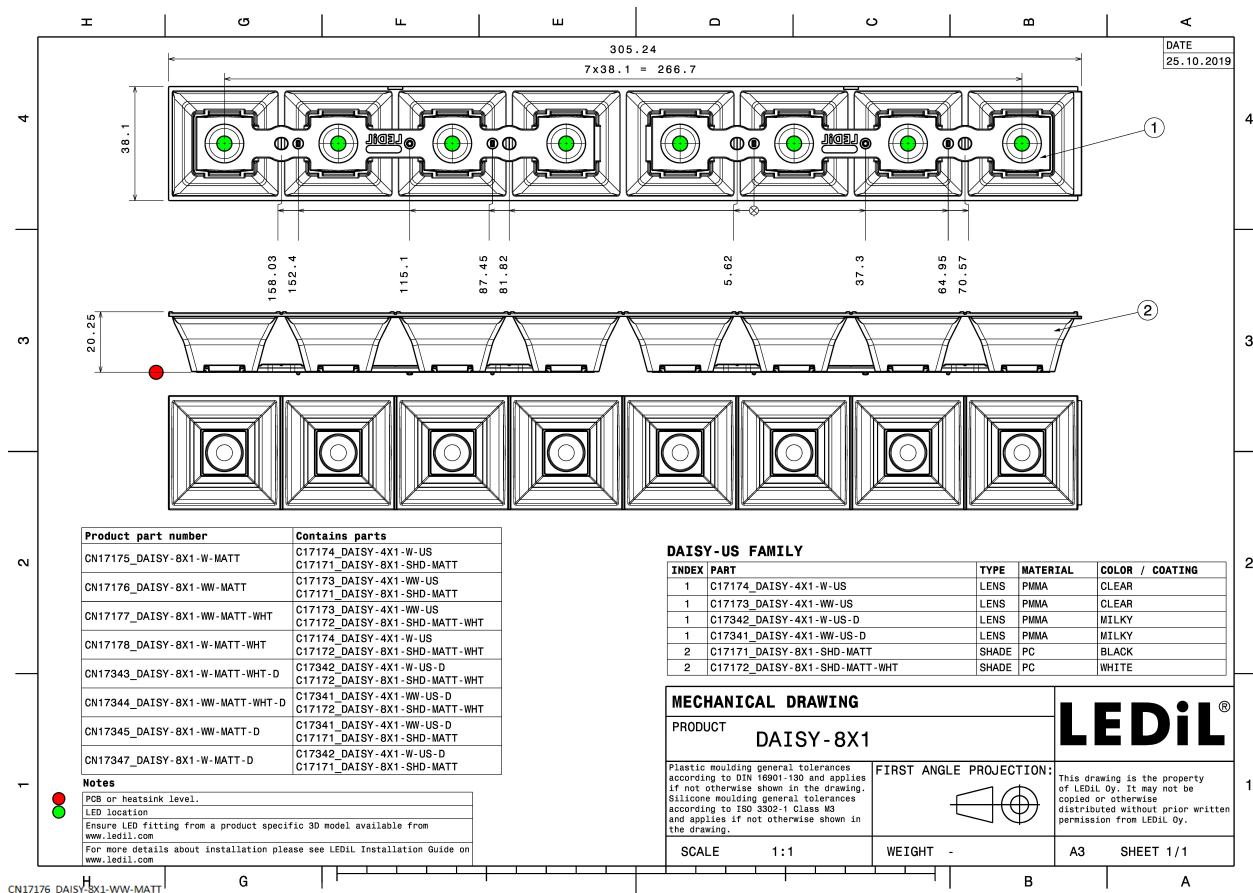 H G F E D C B A
DATE
25.10.2019
305.24
7x38.1 = 266.7
4
4
38.1
1
LEDiL
LEDiL
158.03
152.4
115.1
87.45
81.82
5.62
37.3
64.95
70.57
2
20.25
3
3
Product part number Contains parts
CN17175_DAISY-8X1-W-MATT
C17174_DAISY-4X1-W-US
C17171_DAISY-8X1-SHD-MATT
CN17176_DAISY-8X1-WW-MATT
C17173_DAISY-4X1-WW-US
C17171_DAISY-8X1-SHD-MATT
CN17177_DAISY-8X1-WW-MATT-WHT
C17173_DAISY-4X1-WW-US
C17172_DAISY-8X1-SHD-MATT-WHT
CN17178_DAISY-8X1-W-MATT-WHT
C17174_DAISY-4X1-W-US
C17172_DAISY-8X1-SHD-MATT-WHT
CN17343_DAISY-8X1-W-MATT-WHT-D
C17342_DAISY-4X1-W-US-D
C17172_DAISY-8X1-SHD-MATT-WHT
CN17344_DAISY-8X1-WW-MATT-WHT-D
C17341_DAISY-4X1-WW-US-D
C17172_DAISY-8X1-SHD-MATT-WHT
CN17345_DAISY-8X1-WW-MATT-D
C17341_DAISY-4X1-WW-US-D
C17171_DAISY-8X1-SHD-MATT
CN17347_DAISY-8X1-W-MATT-D
C17342_DAISY-4X1-W-US-D
C17171_DAISY-8X1-SHD-MATT
2
2
DAISY-US FAMILY
INDEX PART TYPE MATERIAL COLOR / COATING
1 C17174_DAISY-4X1-W-US LENS PMMA CLEAR
1 C17173_DAISY-4X1-WW-US LENS PMMA CLEAR
1 C17342_DAISY-4X1-W-US-D LENS PMMA MILKY
1 C17341_DAISY-4X1-WW-US-D LENS PMMA MILKY
2 C17171_DAISY-8X1-SHD-MATT SHADE PC BLACK
2 C17172_DAISY-8X1-SHD-MATT-WHT SHADE PC WHITE
MECHANICAL DRAWING
PRODUCT
DAISY-8X1
LEDiL®
Plastic moulding general tolerances
according to DIN 16901-130 and applies
if not otherwise shown in the drawing.
Silicone moulding general tolerances
according to ISO 3302-1 Class M3
and applies if not otherwise shown in
the drawing.
FIRST ANGLE PROJECTION:
This drawing is the property
of LEDiL Oy. It may not be
copied or otherwise
distributed without prior written
permission from LEDiL Oy.
SCALE 1:1
WEIGHT -
A3 SHEET 1/1
1
1
Notes
PCB or heatsink level.
LED location
Ensure LED fitting from a product specific 3D model available from
www.ledil.com
For more details about installation please see LEDiL Installation Guide on
www.ledil.com
H G B A
CN17176_DAISY-8X1-WW-MATT